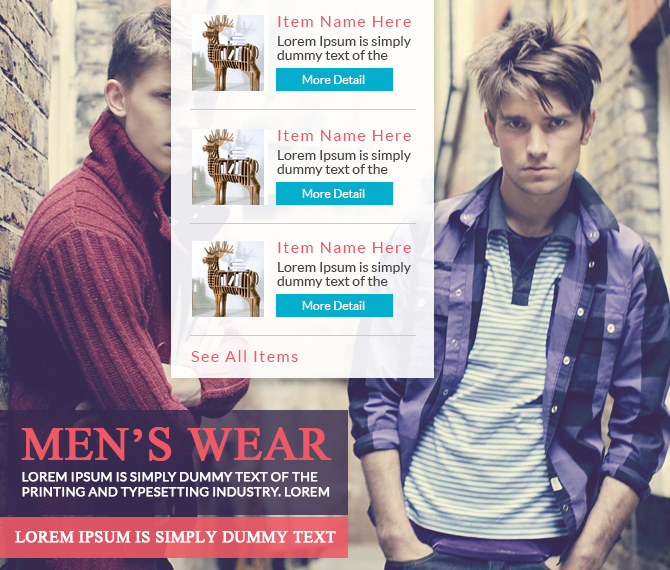 Item Name Here
Lorem Ipsum is simply
dummy text of the
More Detail
Item Name Here
Lorem Ipsum is simply
dummy text of the
More Detail
Item Name Here
Lorem Ipsum is simply
dummy text of the
More Detail
See All Items
MEN'S WEAR
LOREM IPSUM IS SIMPLY DUMMY TEXT OF THE
PRINTING AND TYPESETTING INDUSTRY. LOREM
LOREM IPSUM IS SIMPLY DUMMY TEXT